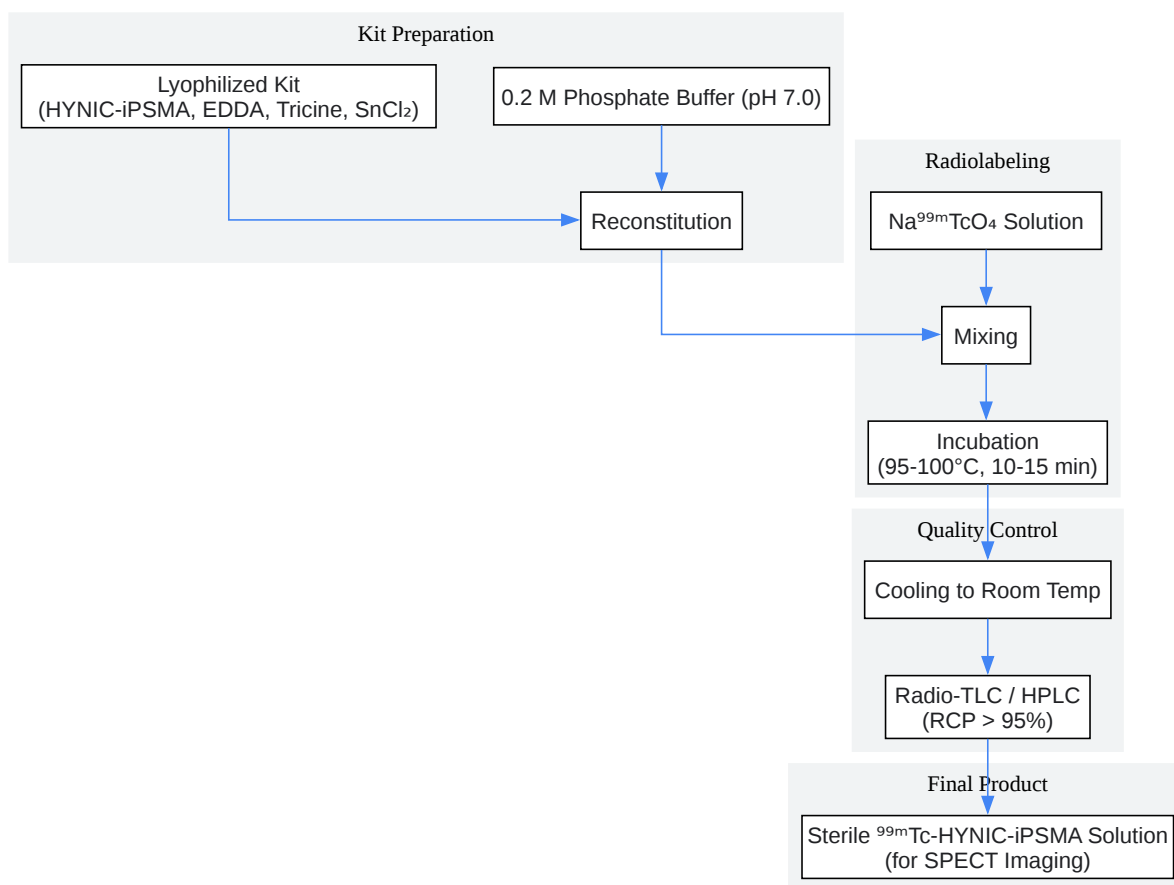 Kit Preparation
Lyophilized Kit
(HYNIC-iPSMA, EDDA, Tricine, SnCl₂)
0.2 M Phosphate Buffer (pH 7.0)
Reconstitution
Radiolabeling
Na⁹⁹ᵐTcO₄ Solution
Mixing
Incubation
(95-100°C, 10-15 min)
Quality Control
Cooling to Room Temp
Radio-TLC / HPLC
(RCP > 95%)
Final Product
Sterile ⁹⁹ᵐTc-HYNIC-iPSMA Solution
(for SPECT Imaging)